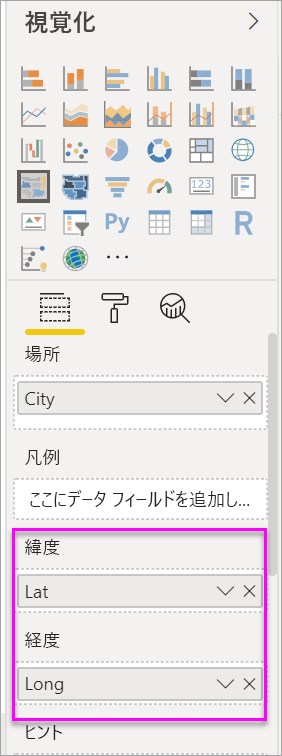 視覚化
123
Py
R
場所
City
凡例
ここにデータ フィールドを追加し...
緯度
Lat
経度
Long
ヒント